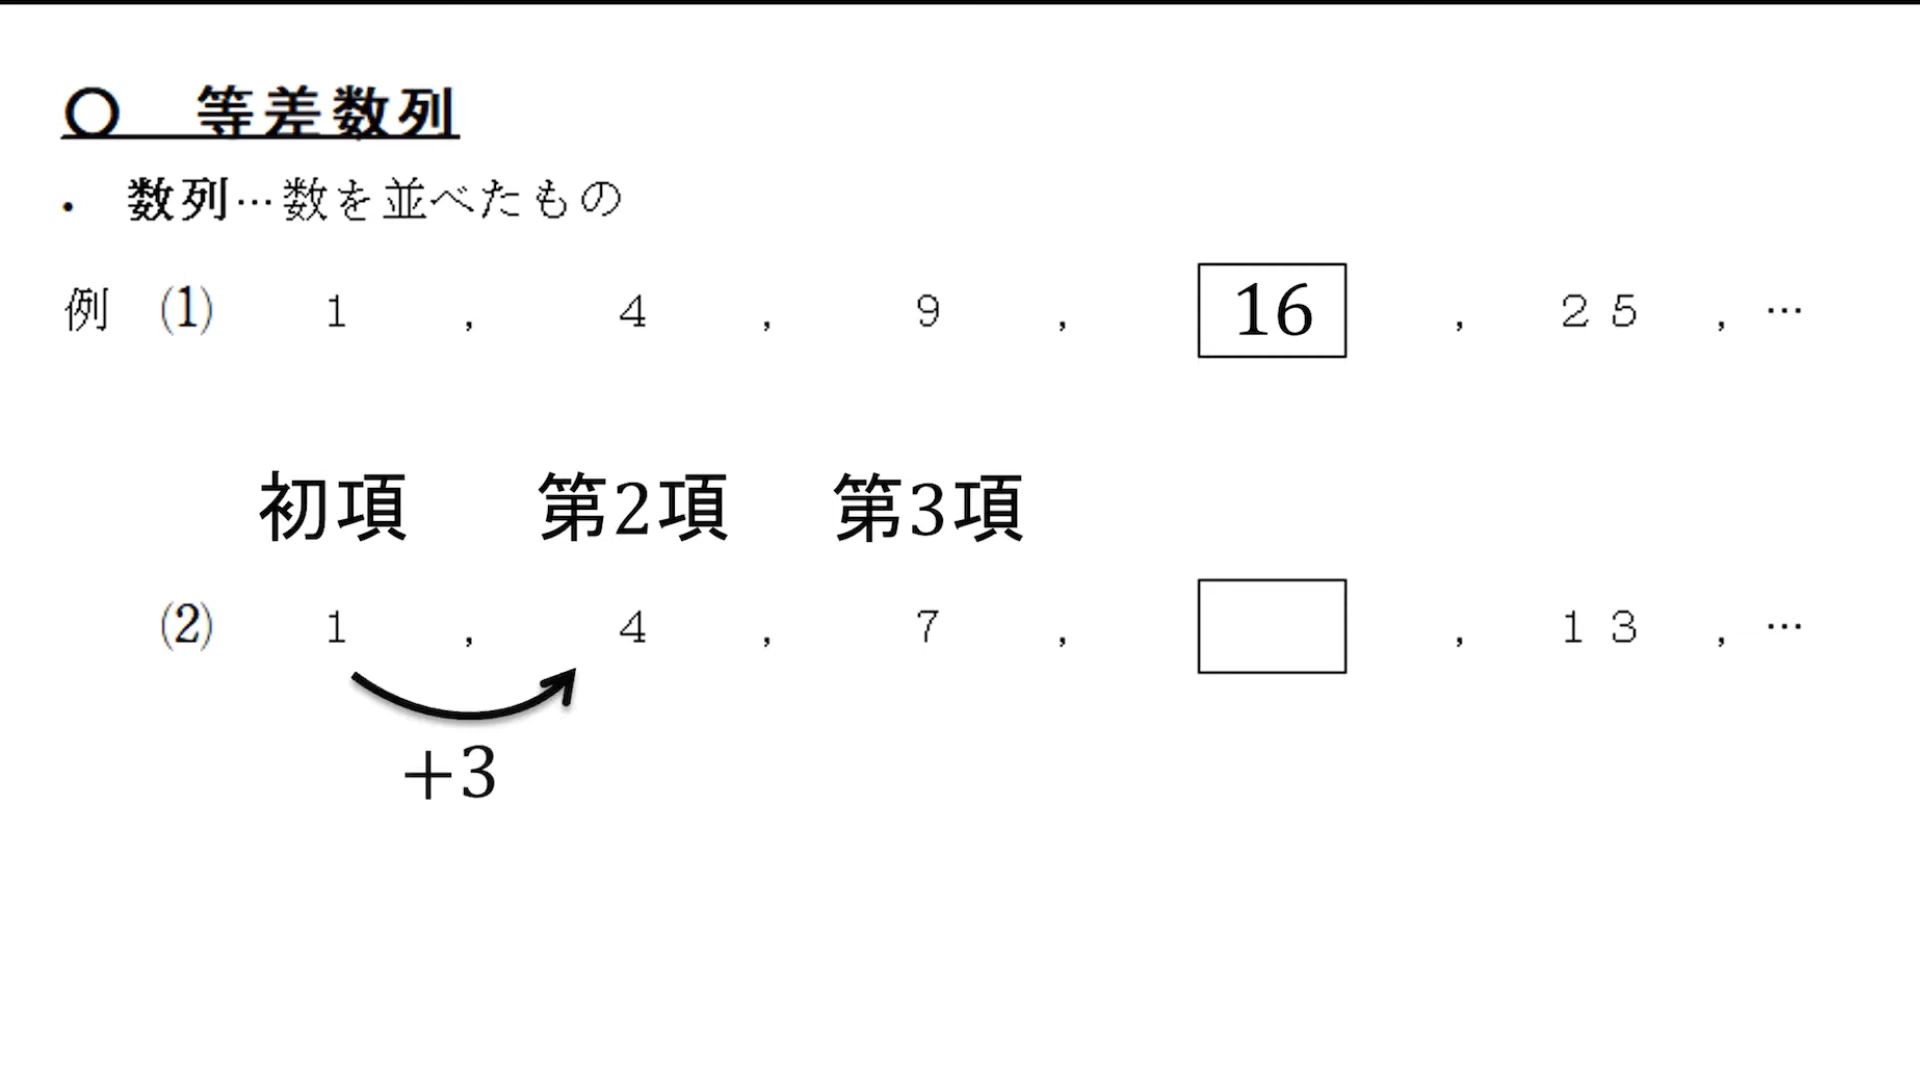 ○　等差数列
・　数列…数を並べたもの
例　(1)　1　,　4　,　9　,　16　,　25　,　…
初項　第2項　第3項
(2)　1　,　4　,　7　,　　,　13　,　…
+3